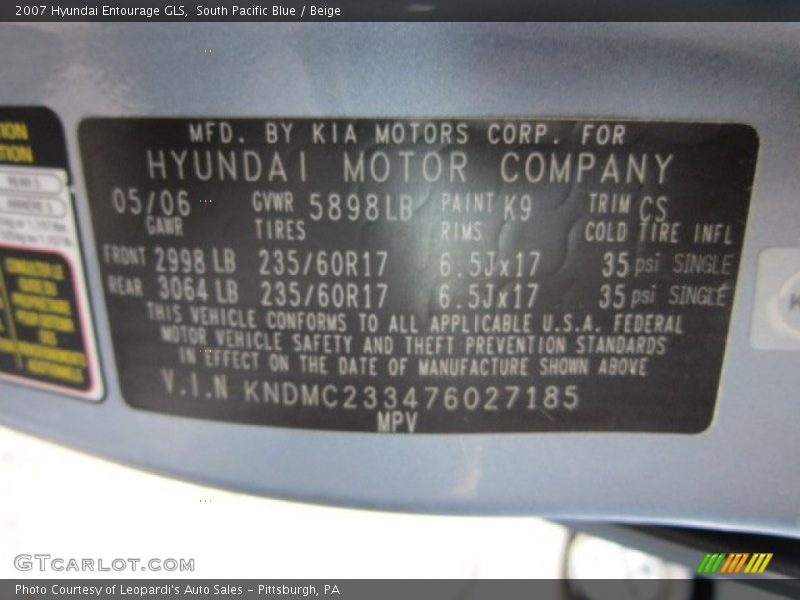 2007 Hyundai Entourage GLS,  South Pacific Blue / Beige
MFD. BY KIA MOTORS CORP. FOR
HYUNDAI MOTOR COMPANY
05/06 GVWR 5898LB PAINT K9 TRIM CS
GAWR TIRES RIMS COLD TIRE INFL
FRONT 2998 LB 235/60R17 6.5Jx17 35 psi SINGLE
REAR 3064 LB 235/60R17 6.5Jx17 35 psi SINGLE
THIS VEHICLE CONFORMS TO ALL APPLICABLE U.S.A. FEDERAL
MOTOR VEHICLE SAFETY AND THEFT PREVENTION STANDARDS
IN EFFECT ON THE DATE OF MANUFACTURE SHOWN ABOVE
V.I.N KNDMC233476027185
MPV
GTCarLot.com
Photo Courtesy of Leopardi's Auto Sales - Pittsburgh, PA